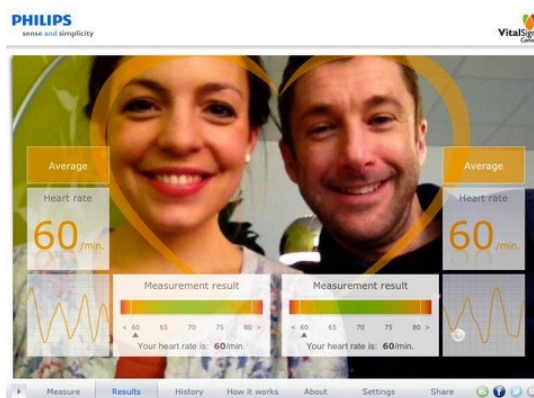 PHILIPS
sense and simplicity
VitalSign
Camera
Average
Heart rate
60 /min.
Measurement result
< 60 65 70 75 80 >
Your heart rate is: 60/min.
Average
Heart rate
60 /min.
Measurement result
< 60 65 70 75 80 >
Your heart rate is: 60/min.
Measure Results History How it works About Settings Share